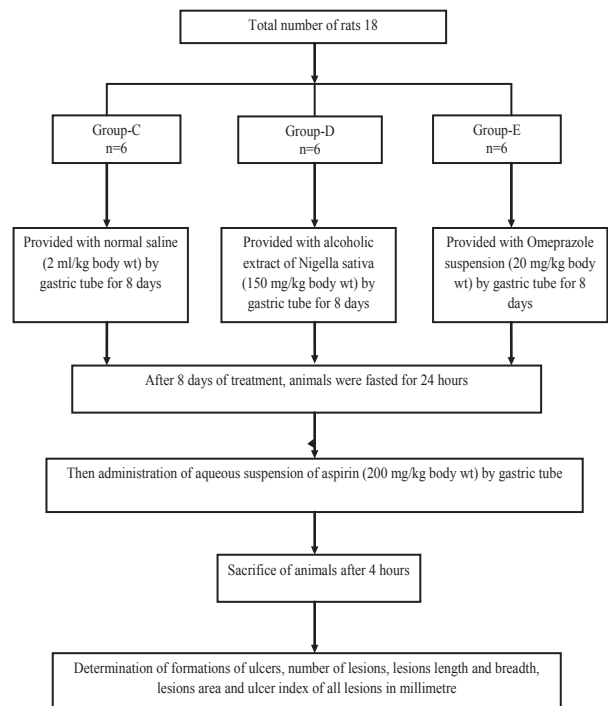 Total number of rats 18
Group-C
n=6
Group-D
n=6
Group-E
n=6
Provided with normal saline
(2 ml/kg body wt) by
gastric tube for 8 days
Provided with alcoholic
extract of Nigella sativa
(150 mg/kg body wt) by
gastric tube for 8 days
Provided with Omeprazole
suspension (20 mg/kg body
wt) by gastric tube for 8
days
After 8 days of treatment, animals were fasted for 24 hours
Then administration of aqueous suspension of aspirin (200 mg/kg body wt) by gastric tube
Sacrifice of animals after 4 hours
Determination of formations of ulcers, number of lesions, lesions length and breadth,
lesions area and ulcer index of all lesions in millimetre